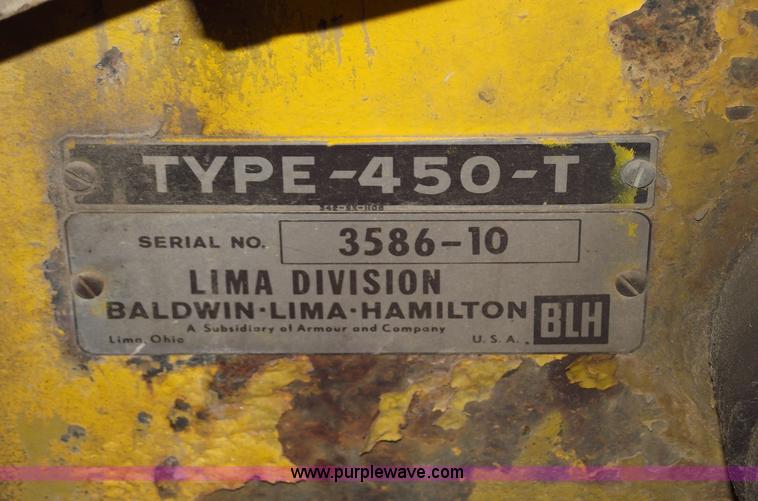 TYPE-450-T
SERIAL NO. 3586-10
LIMA DIVISION
BALDWIN·LIMA·HAMILTON BLH
A Subsidiary of Armour and Company
Lima, Ohio U.S.A.
www.purplewave.com